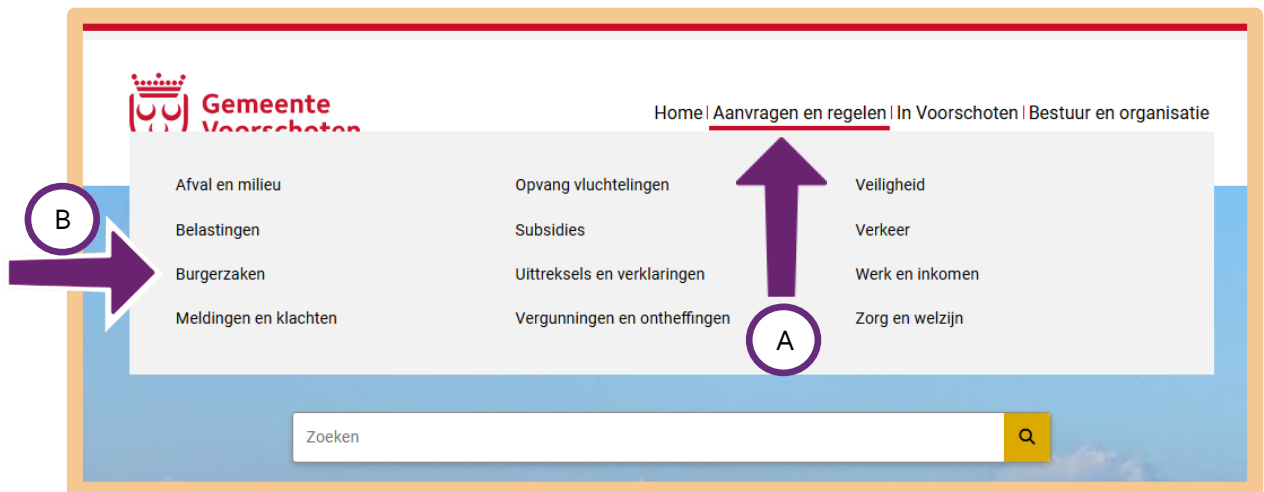 Gemeente
Voorschoten
Home | Aanvragen en regelen | In Voorschoten | Bestuur en organisatie
Afval en milieu
Opvang vluchtelingen
Veiligheid
B
Belastingen
Subsidies
Verkeer
Burgerzaken
Uittreksels en verklaringen
Werk en inkomen
Meldingen en klachten
Vergunningen en ontheffingen
Zorg en welzijn
A
Zoeken